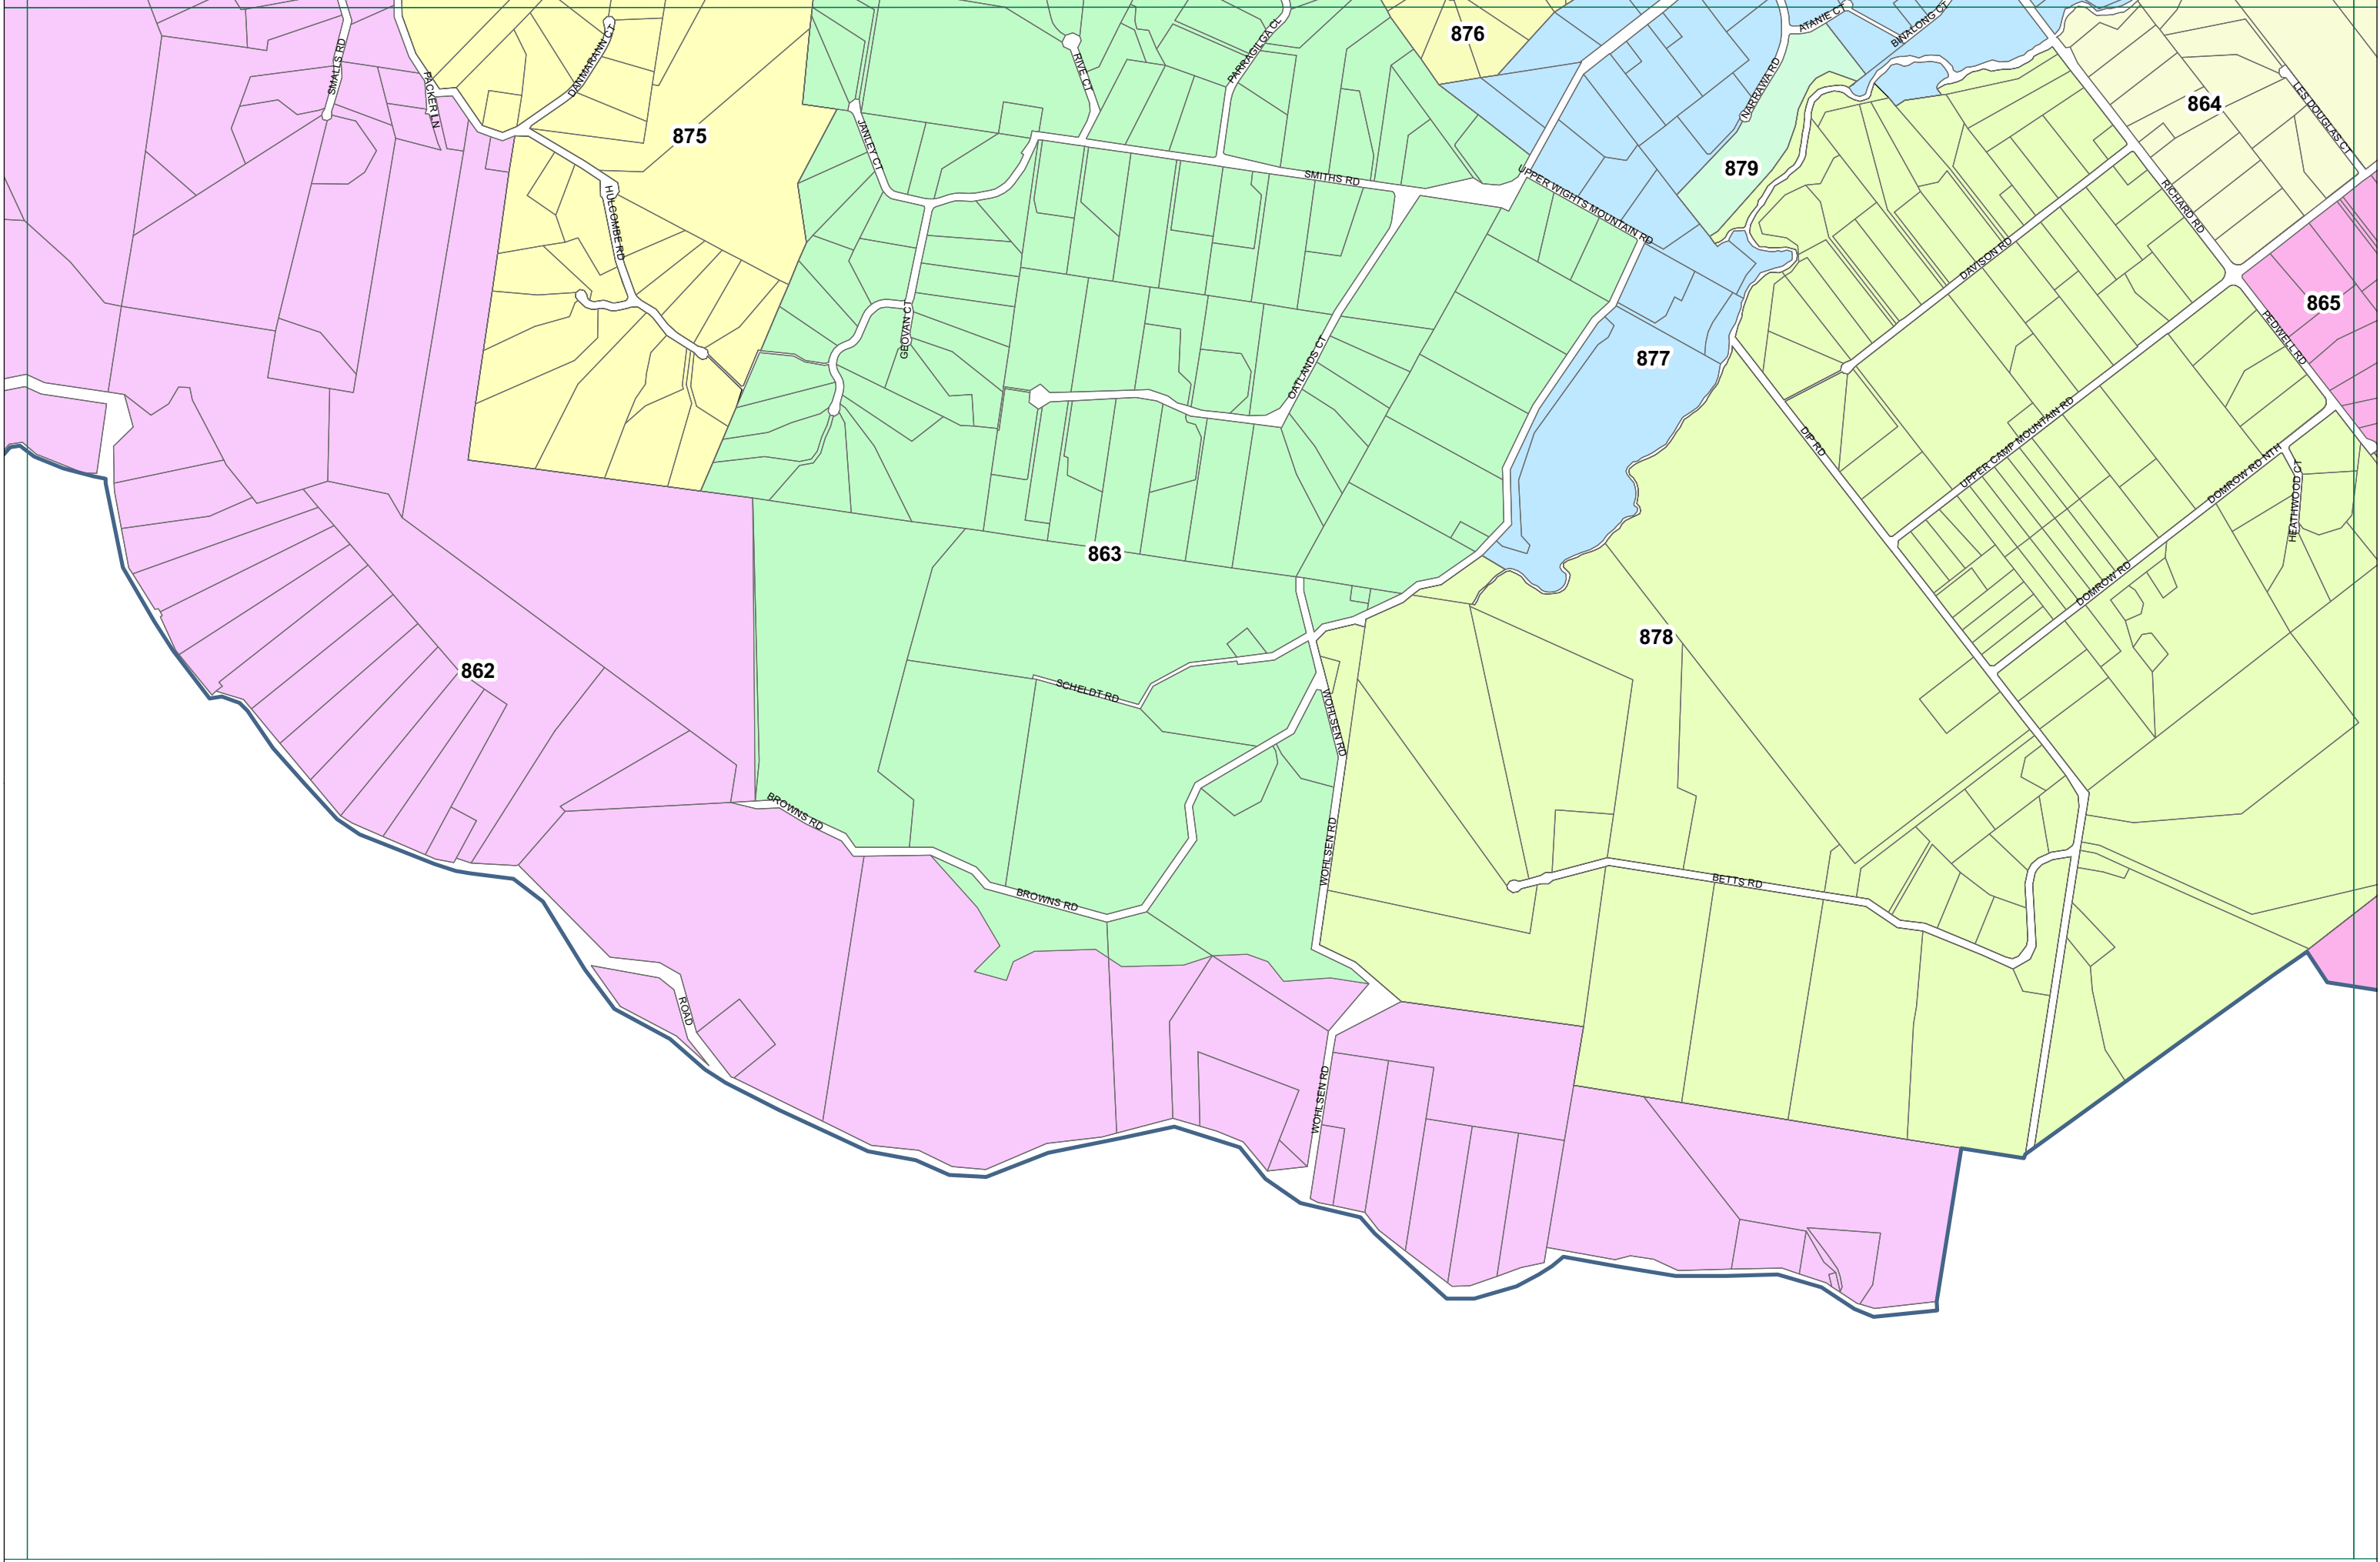 ATANIE CT
BWALONG CT
876
PARRAGILGA CL
DANMARANN CT
SMALLS RD
RIVE CT
PACKER LN
NARRAWA RD
864
LES DOUGLAS CT
875
JANLEY CT
879
SMITHS RD
UPPER WIGHTS MOUNTAIN RD
RICHARD RD
HULCOMBE RD
DAVISON RD
865
GEOVAN CT
PEDWELL RD
877
OATLANDS CT
DIP RD
UPPER CAMP MOUNTAIN RD
DOMROW RD NTH
HEATHWOOD CT
863
DOMROW RD
878
862
SCHELDT RD
WOHLSEN RD
BROWNS RD
WOHLSEN RD
BETTS RD
BROWNS RD
ROAD
WOHLSEN RD